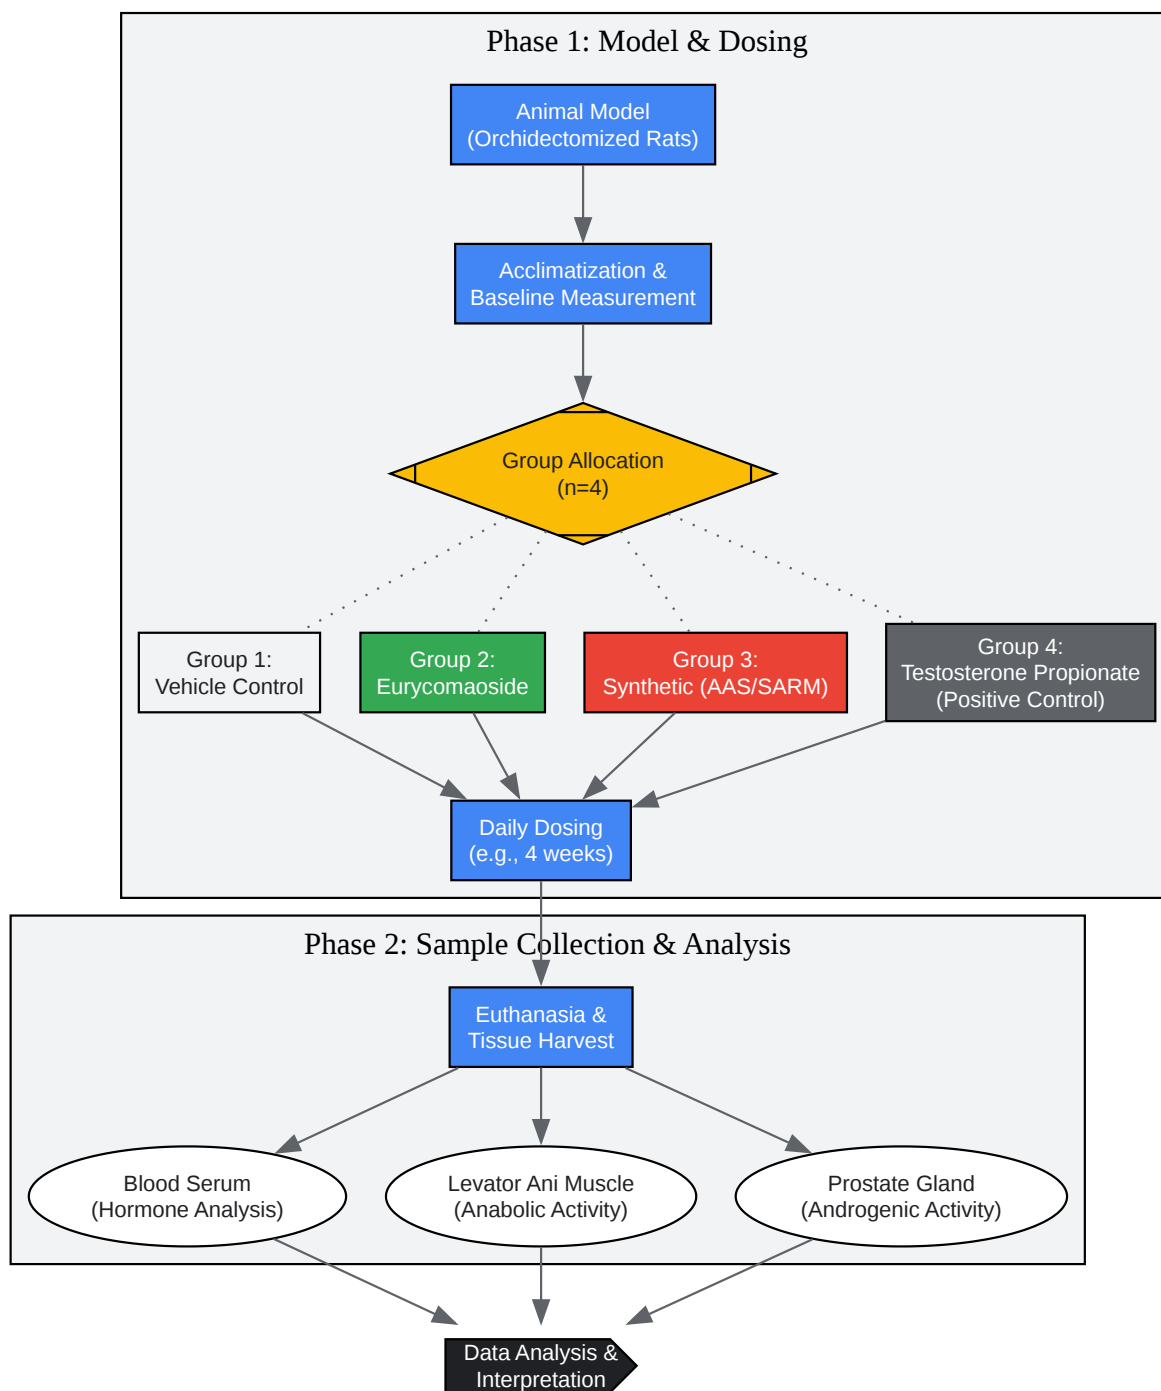 Phase 1: Model & Dosing
Animal Model
(Orchidectomized Rats)
Acclimatization &
Baseline Measurement
Group Allocation
(n=4)
Group 1:
Vehicle Control
Group 2:
Eurycomaoside
Group 3:
Synthetic (AAS/SARM)
Group 4:
Testosterone Propionate
(Positive Control)
Daily Dosing
(e.g., 4 weeks)
Phase 2: Sample Collection & Analysis
Euthanasia &
Tissue Harvest
Blood Serum
(Hormone Analysis)
Levator Ani Muscle
(Anabolic Activity)
Prostate Gland
(Androgenic Activity)
Data Analysis &
Interpretation